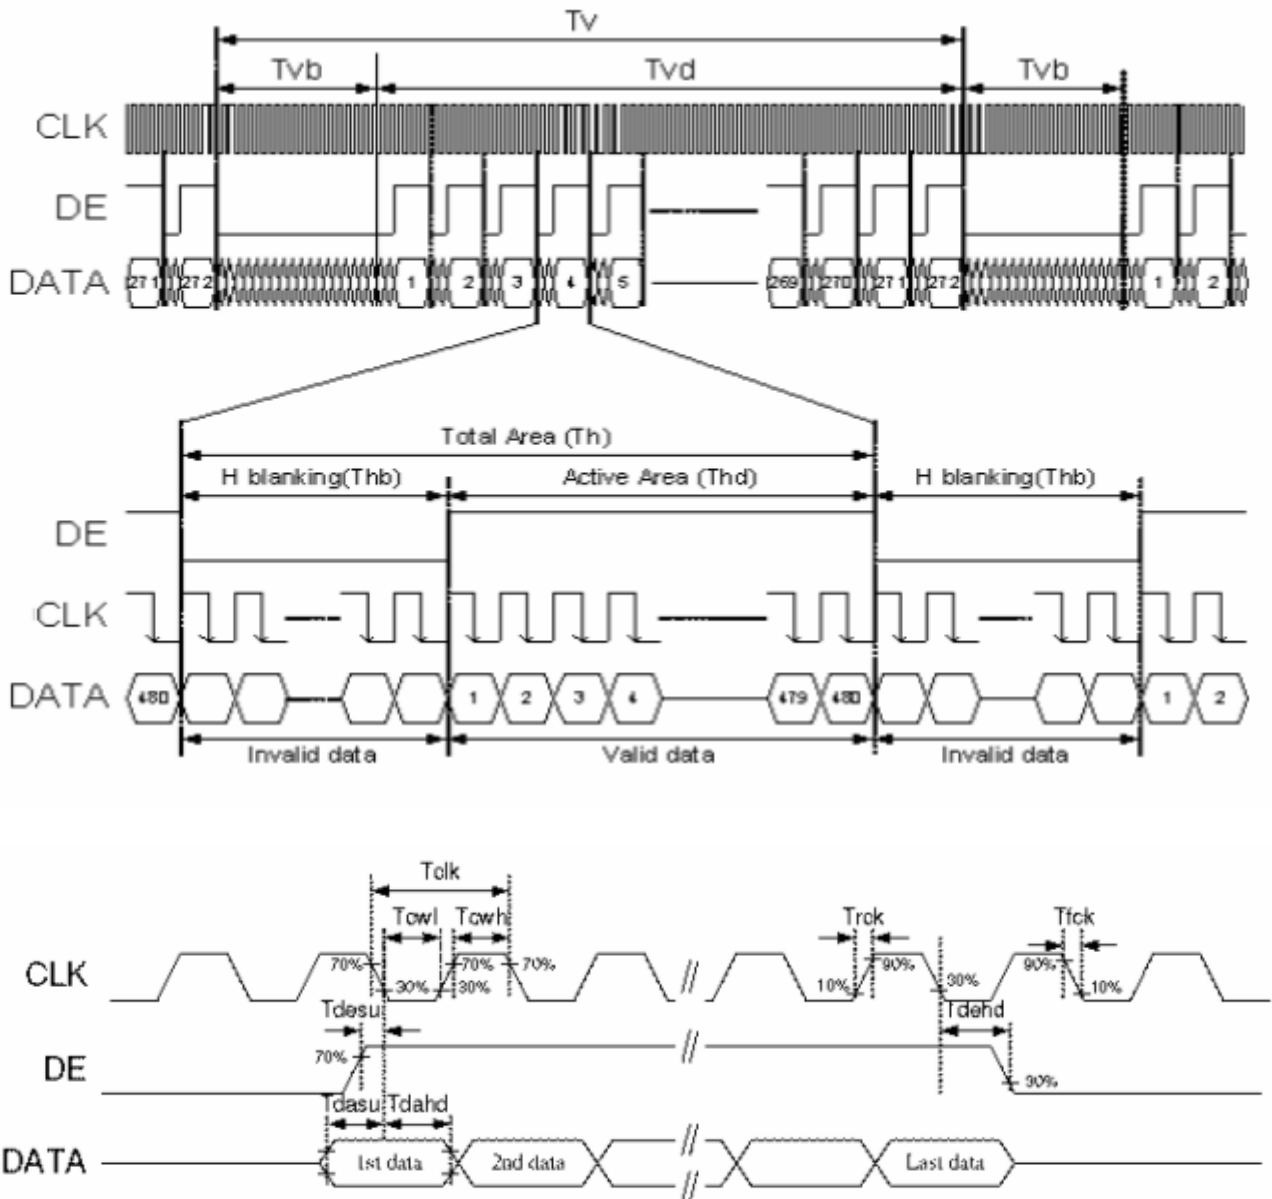 Tv
Tvb Tvd Tvb
CLK
DE
DATA 271 272 1 2 3 4 5 269 270 271 272 1 2
Total Area (Th)
H blanking(Thb) Active Area (Thd) H blanking(Thb)
DE
CLK
DATA 480 1 2 3 4 479 480 1 2
Invalid data Valid data Invalid data
Tclk
Tcwl Tcwh Trck Tfck
CLK 70% 70% 70% 90% 30% 90%
30% 30% 10% 10%
Tdesu Tdehd
DE 70% 30%
Tdasu Tdahd
DATA 1st data 2nd data Last data